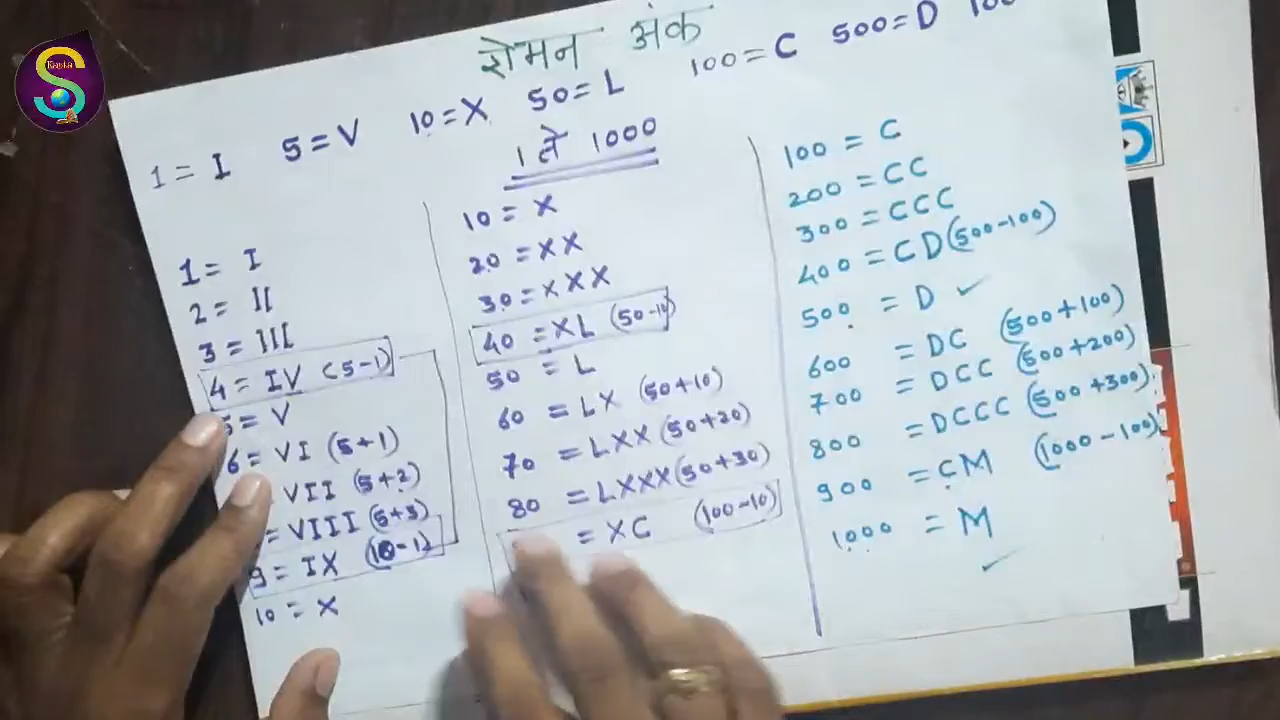 रोमन अंक
1 = I 5 = V 10 = X 50 = L 100 = C 500 = D
1 ते 1000
1 = I
2 = II
3 = III
4 = IV (5-1)
= V
6 = VI (5+1)
VII (5+2)
= VIII (5+3)
9 = IX (10-1)
10 = X
10 = X
20 = XX
30 = XXX
40 = XL (50-10)
50 = L
60 = LX (50+10)
70 = LXX (50+20)
80 = LXXX (50+30)
= XC (100-10)
100 = C
200 = CC
300 = CCC
400 = CD (500-100)
500 = D
600 = DC (500+100)
700 = DCC (500+200)
800 = DCCC (500+300)
900 = CM (1000-100)
1000 = M